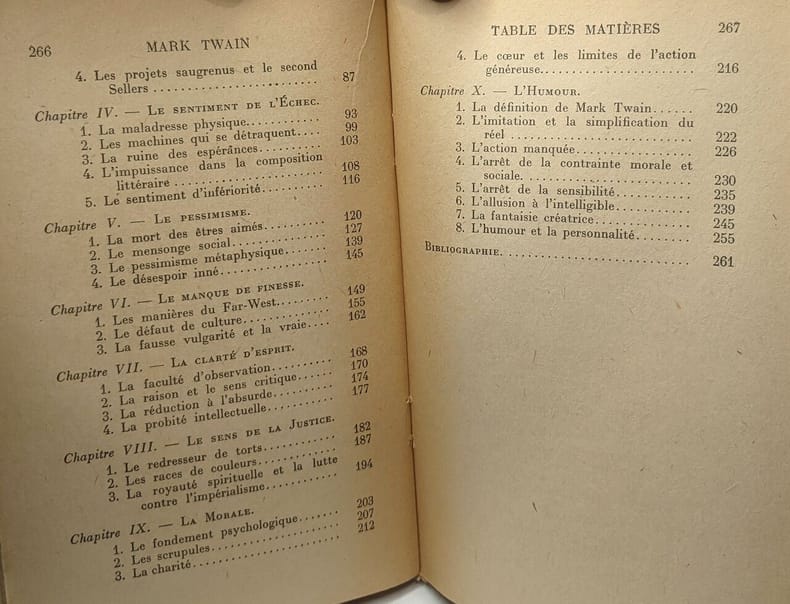 266 MARK TWAIN
4. Les projets saugrenus et le second
Sellers ........................ 87
Chapitre IV. — Le sentiment de l'Échec.
1. La maladresse physique........... 93
2. Les machines qui se détraquent.... 99
3. La ruine des espérances.......... 103
4. L'impuissance dans la composition
littéraire ..................... 108
5. Le sentiment d'infériorité.......... 116
Chapitre V. — Le pessimisme.
1. La mort des êtres aimés.......... 120
2. Le mensonge social.............. 127
3. Le pessimisme métaphysique....... 139
4. Le désespoir inné................ 145
Chapitre VI. — Le manque de finesse.
1. Les manières du Far-West........ 149
2. Le défaut de culture.............. 155
3. La fausse vulgarité et la vraie.... 162
Chapitre VII. — La clarté d'esprit.
1. La faculté d'observation.......... 168
2. La raison et le sens critique...... 170
3. La réduction à l'absurde.......... 174
4. La probité intellectuelle........... 177
Chapitre VIII. — Le sens de la Justice.
1. Le redresseur de torts............ 182
2. Les races de couleurs............. 187
3. La royauté spirituelle et la lutte
contre l'impérialisme............ 194
Chapitre IX. — La Morale.
1. Le fondement psychologique....... 203
2. Les scrupules.................... 207
3. La charité....................... 212
TABLE DES MATIÈRES 267
4. Le cœur et les limites de l'action
généreuse....................... 216
Chapitre X. — L'Humour.
1. La définition de Mark Twain...... 220
2. L'imitation et la simplification du
réel ........................... 222
3. L'action manquée................. 226
4. L'arrêt de la contrainte morale et
sociale. ........................ 230
5. L'arrêt de la sensibilité........... 235
6. L'allusion à l'intelligible.......... 239
7. La fantaisie créatrice............. 245
8. L'humour et la personnalité....... 255
Bibliographie. ........................ 261